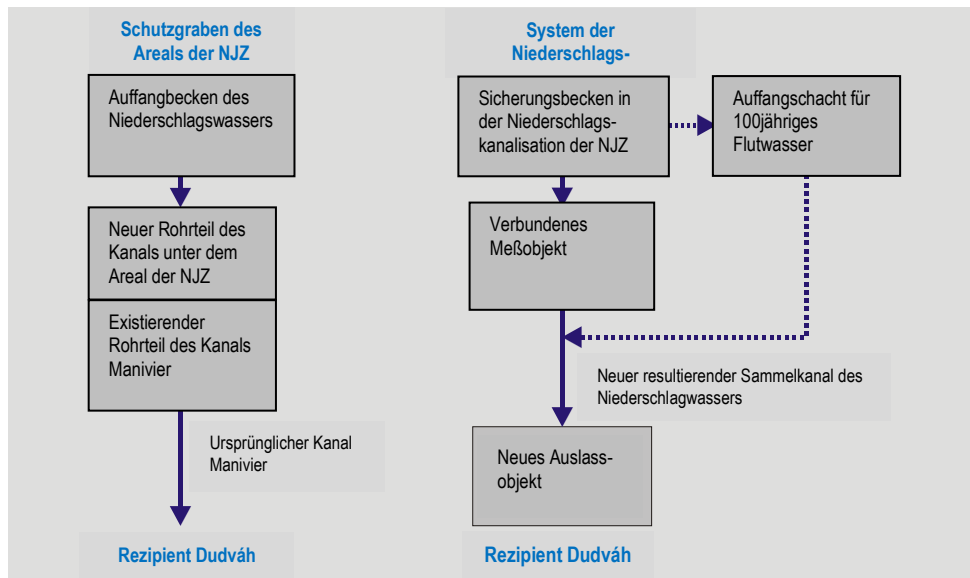 Schutzgraben des
Areals der NJZ
Auffangbecken des
Niederschlagswassers
Neuer Rohrteil des
Kanals unter dem
Areal der NJZ
Existierender
Rohrteil des Kanals
Manivier
Ursprünglicher Kanal
Manivier
Rezipient Dudváh
System der
Niederschlags-
Sicherungsbecken in
der Niederschlags-
kanalisation der NJZ
Auffangschacht für
100jähriges
Flutwasser
Verbundenes
Meßobjekt
Neuer resultierender Sammelkanal des
Niederschlagwassers
Neues Auslass-
objekt
Rezipient Dudváh